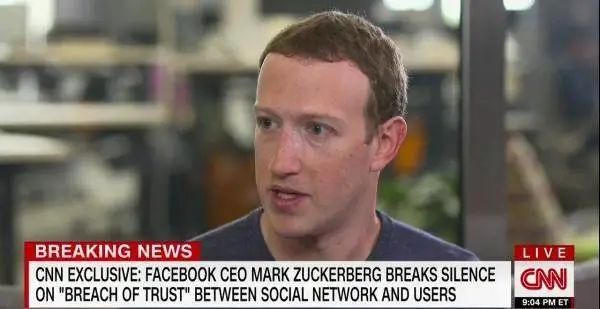 BREAKING NEWS
CNN EXCLUSIVE: FACEBOOK CEO MARK ZUCKERBERG BREAKS SILENCE
ON "BREACH OF TRUST" BETWEEN SOCIAL NETWORK AND USERS
LIVE
CNN
9:04 PM ET